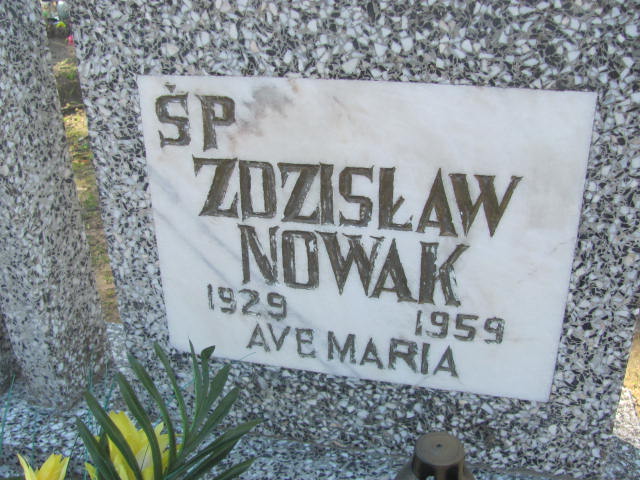 ŚP
ZDZISŁAW
NOWAK
1929 1959
AVE MARIA